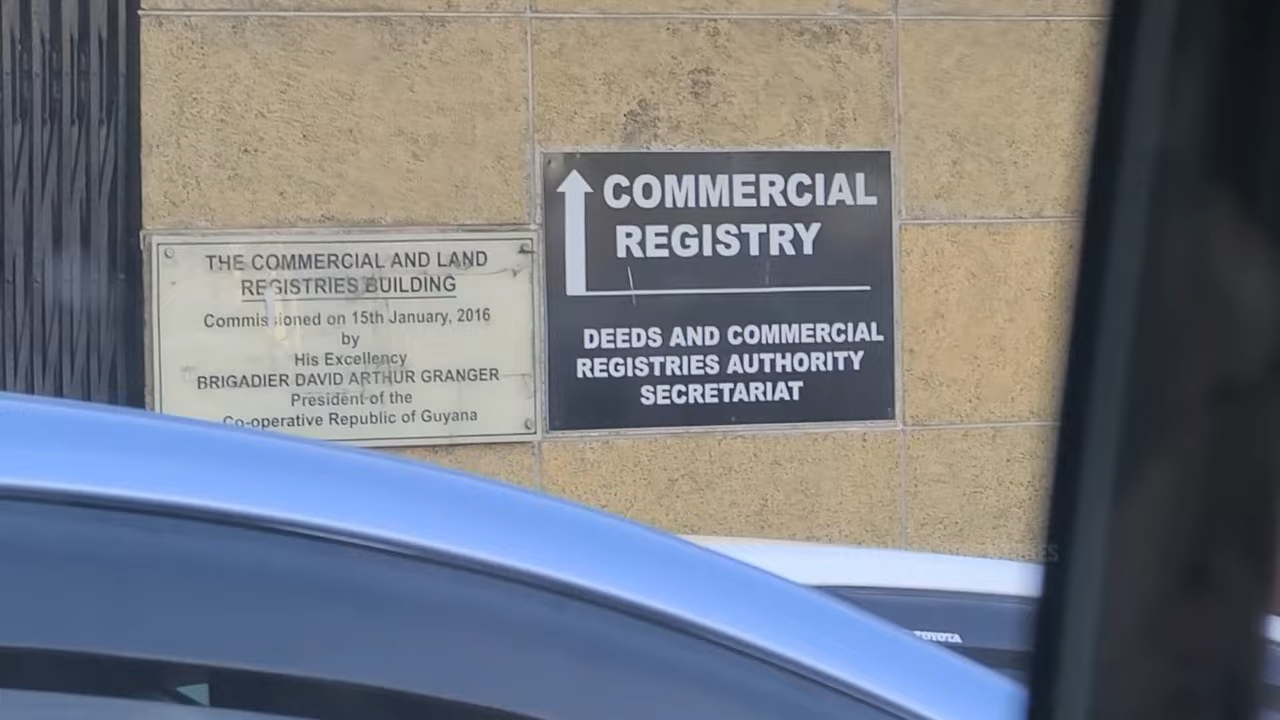 THE COMMERCIAL AND LAND
REGISTRIES BUILDING
Commissioned on 15th January, 2016
by
His Excellency
BRIGADIER DAVID ARTHUR GRANGER
President of the
Co-operative Republic of Guyana
COMMERCIAL
REGISTRY
DEEDS AND COMMERCIAL
REGISTRIES AUTHORITY
SECRETARIAT
TOYOTA